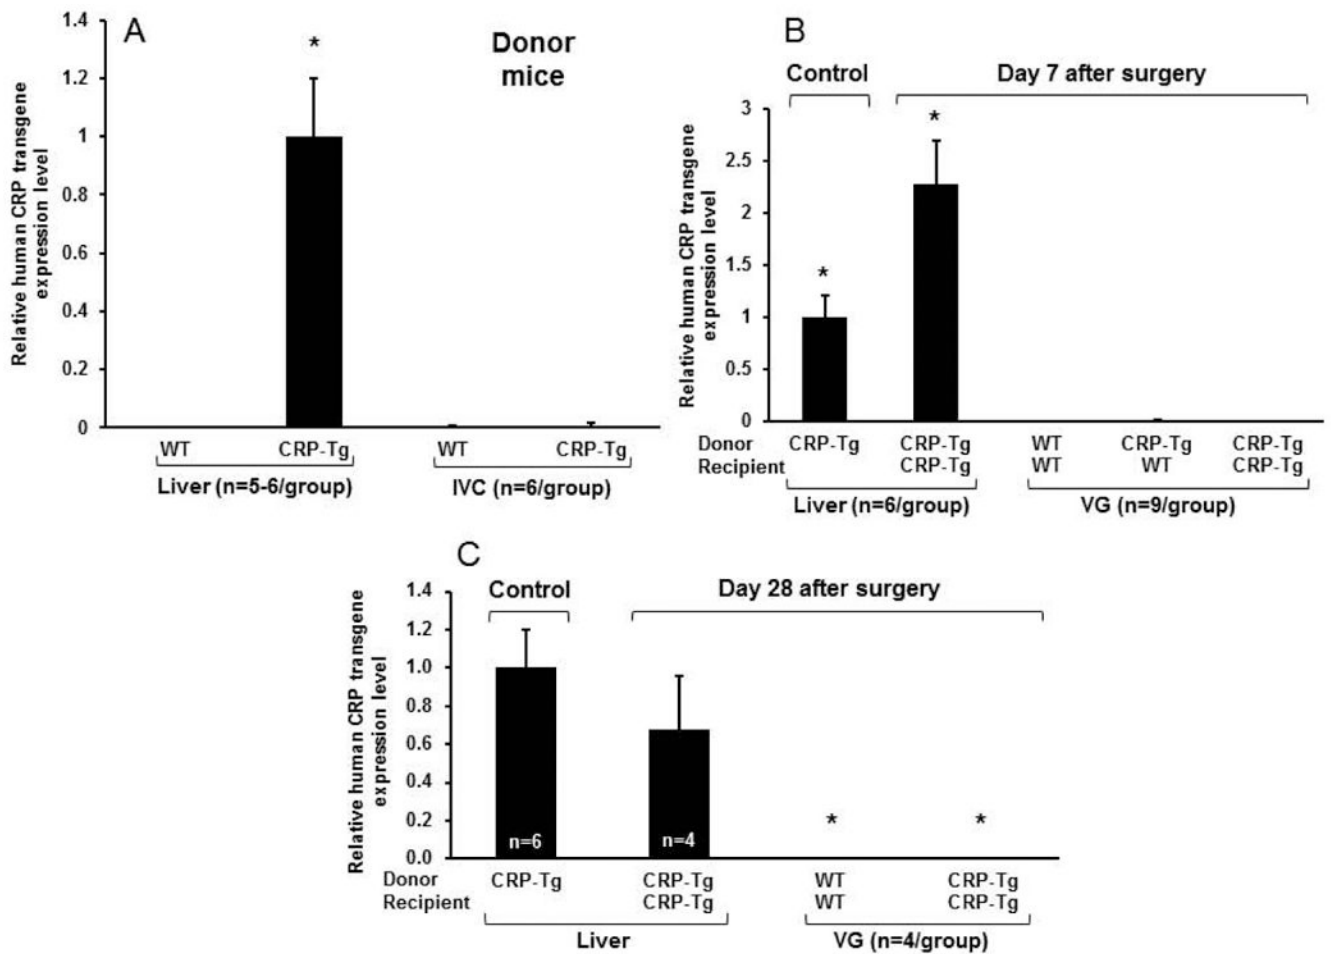 A
Donor
mice
Relative human CRP transgene
expression level
1.4
1.2
1
0.8
0.6
0.4
0.2
0
*
WT
CRP-Tg
WT
CRP-Tg
Liver (n=5-6/group)
IVC (n=6/group)
B
Control
Day 7 after surgery
Relative human CRP transgene
expression level
3
2.5
2
1.5
1
0.5
0
*
*
Donor CRP-Tg CRP-Tg WT CRP-Tg CRP-Tg
Recipient CRP-Tg WT WT CRP-Tg
Liver (n=6/group)
VG (n=9/group)
C
Control
Day 28 after surgery
Relative human CRP transgene
expression level
1.4
1.2
1.0
0.8
0.6
0.4
0.2
0.0
n=6
n=4
*
*
Donor CRP-Tg CRP-Tg WT CRP-Tg
Recipient CRP-Tg WT CRP-Tg
Liver
VG (n=4/group)